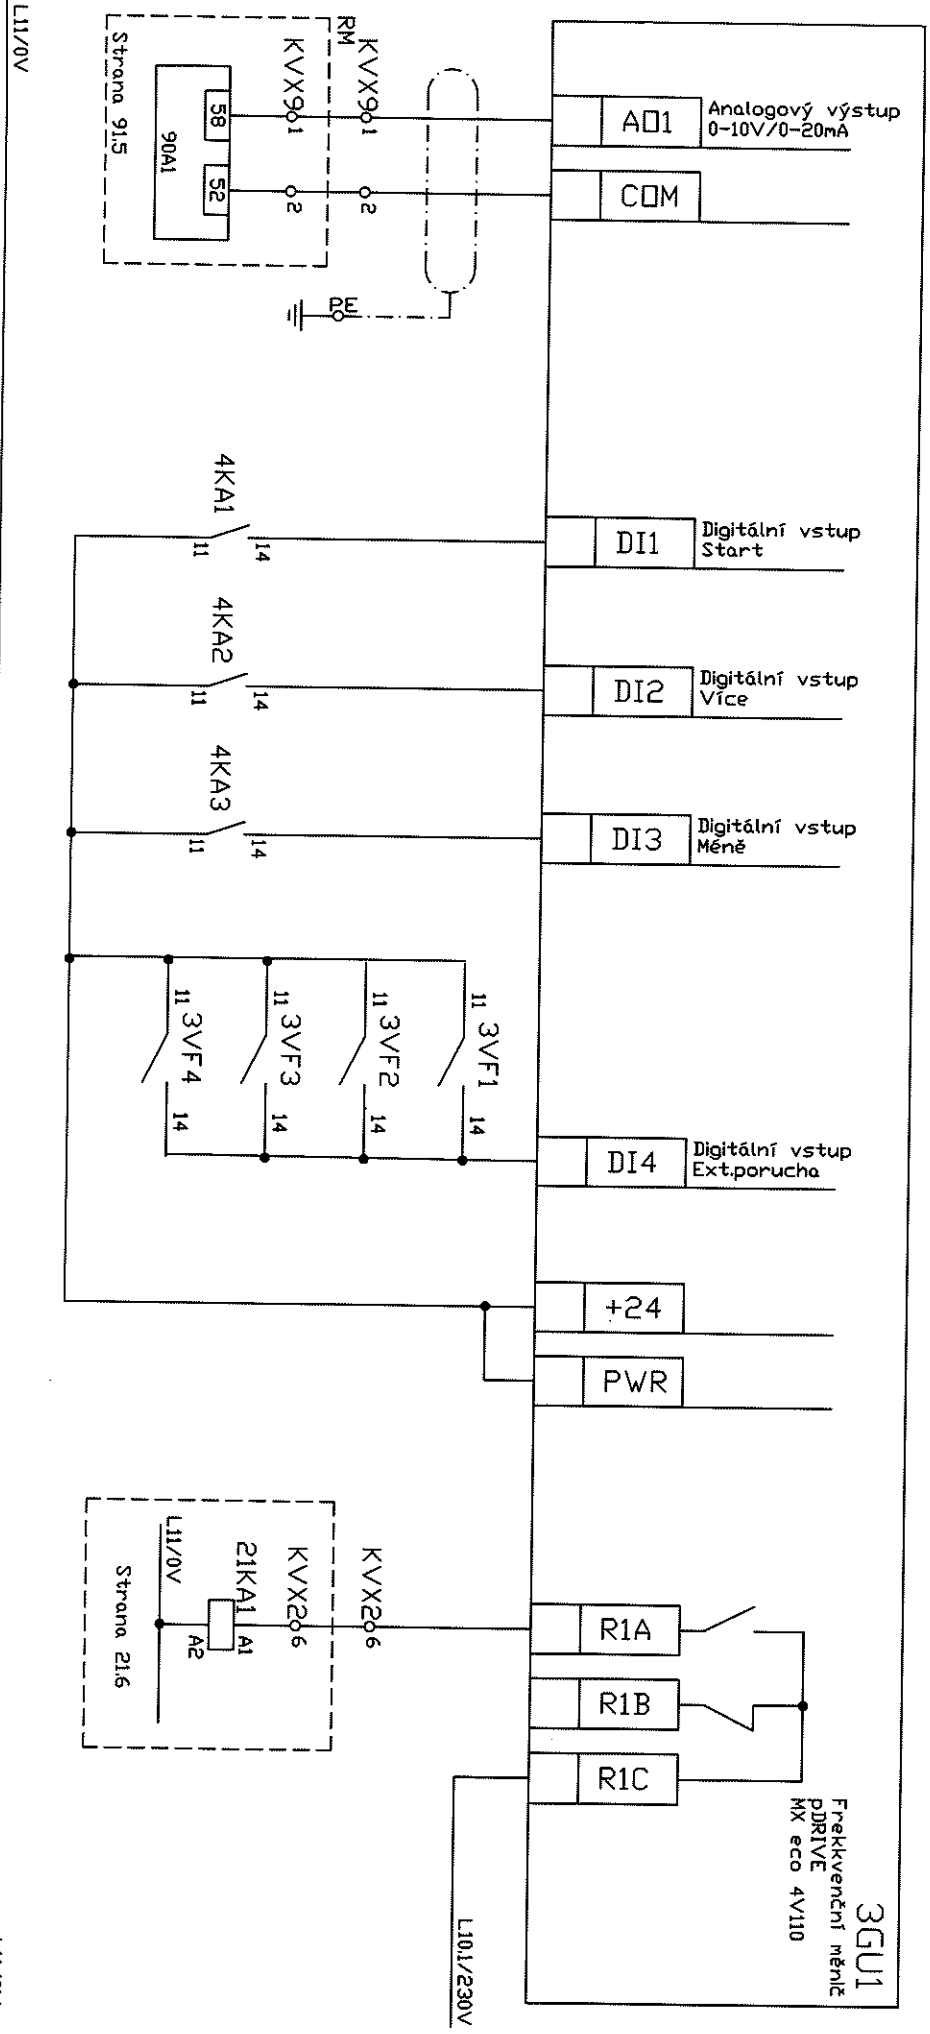 L11/0V
Strana 91.5
90A1
58
52
RM
KVX9
1
2
KVX9
1
2
PE
AO1
Analogový výstup
0-10V/0-20mA
COM
4KA1
11
14
DI1
Digitální vstup
Start
4KA2
11
14
DI2
Digitální vstup
Více
4KA3
11
14
DI3
Digitální vstup
Méně
11
3VF4
14
11
3VF3
14
11
3VF2
14
11
3VF1
14
DI4
Digitální vstup
Ext.porucha
+24
PWR
L11/0V
Strana 21.6
21KA1
A1
A2
KVX2
6
KVX2
6
R1A
R1B
R1C
L10.1/230V
3GU1
Frekkvenční měnič
pDRIVE
MX eco 4V110